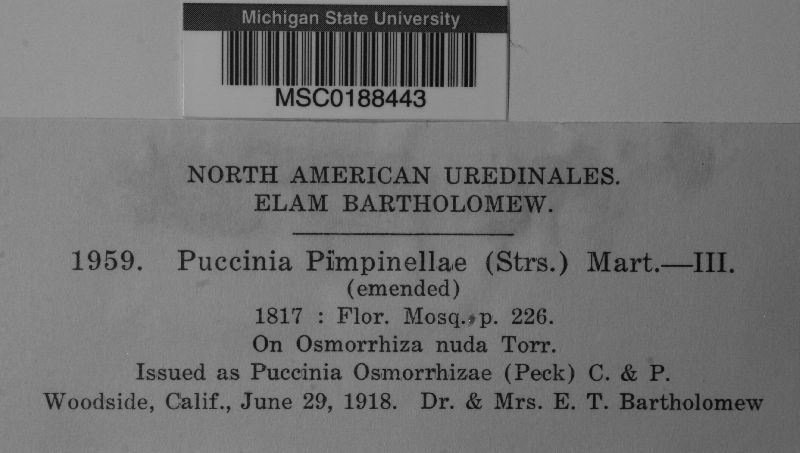 Michigan State University
MSC0188443
NORTH AMERICAN UREDINALES.
ELAM BARTHOLOMEW.
1959. Puccinia Pimpinellae (Strs.) Mart.—III.
(emended)
1817 : Flor. Mosq., p. 226.
On Osmorrhiza nuda Torr.
Issued as Puccinia Osmorrhizae (Peck) C. & P.
Woodside, Calif., June 29, 1918. Dr. & Mrs. E. T. Bartholomew